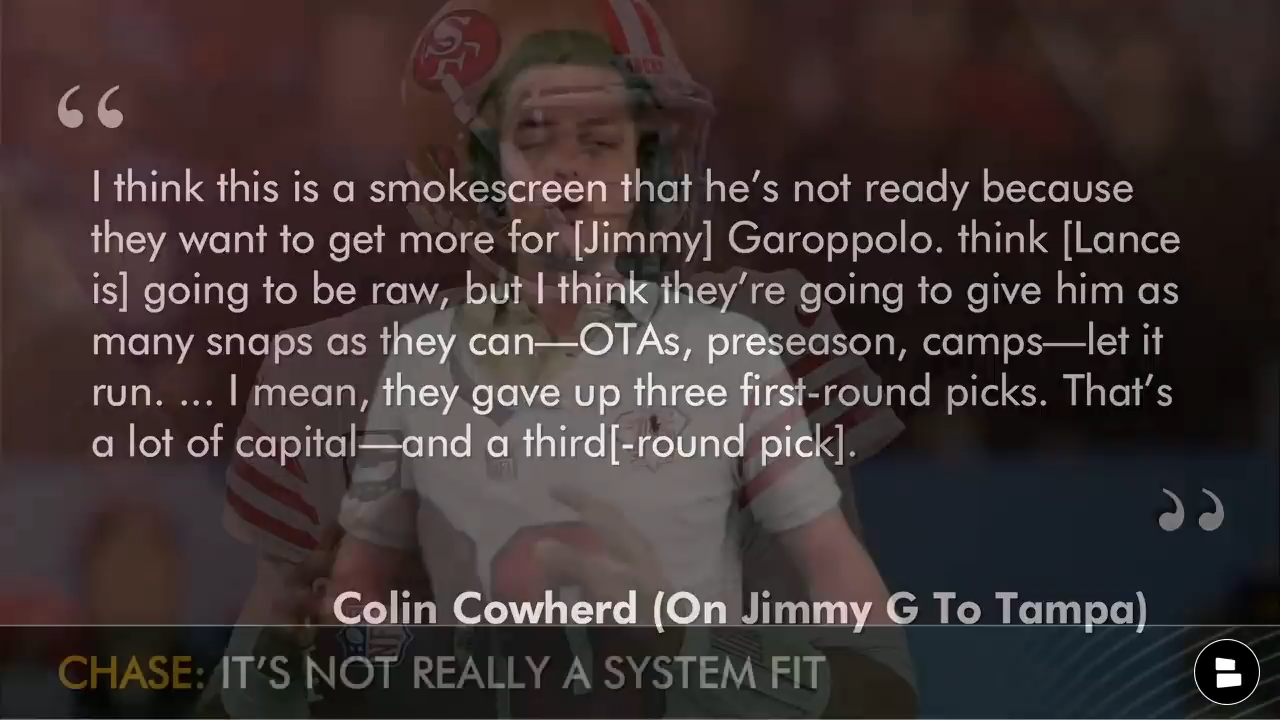 “
I think this is a smokescreen that he’s not ready because
they want to get more for [Jimmy] Garoppolo. think [Lance
is] going to be raw, but I think they’re going to give him as
many snaps as they can—OTAs, preseason, camps—let it
run. ... I mean, they gave up three first-round picks. That’s
a lot of capital—and a third[-round pick].
”
Colin Cowherd (On Jimmy G To Tampa)
CHASE: IT’S NOT REALLY A SYSTEM FIT
SF
NFL